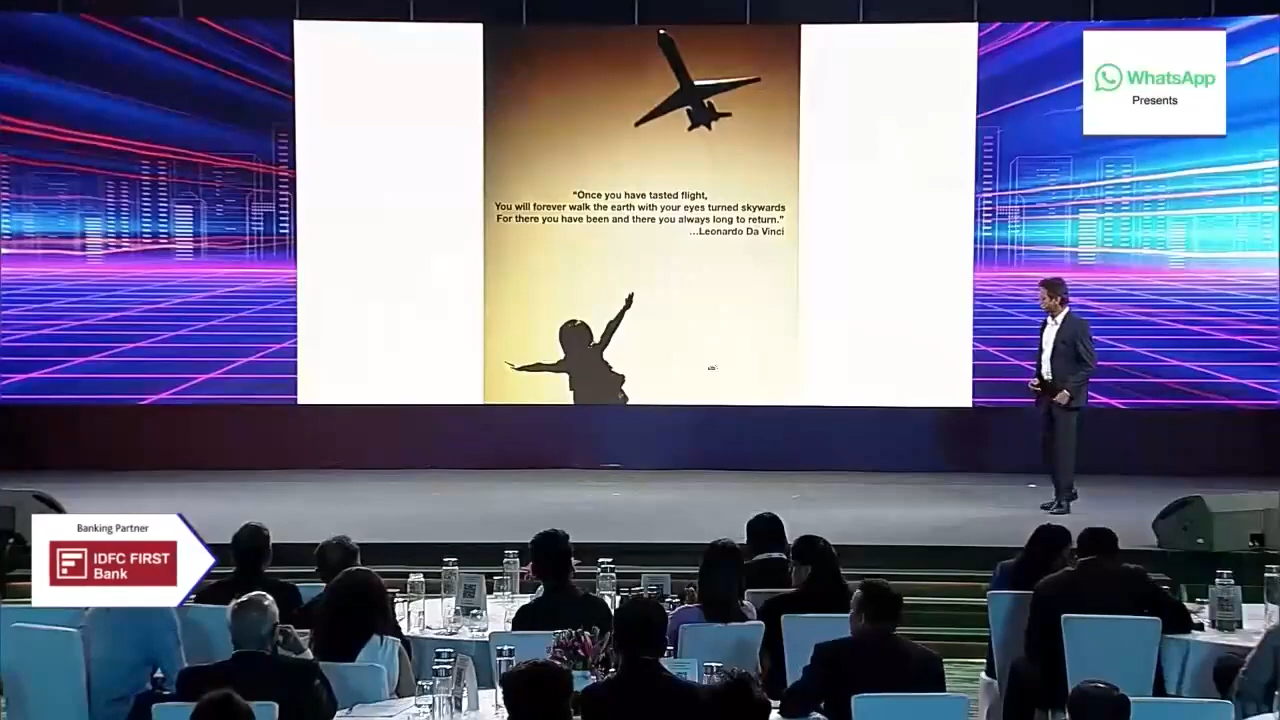 WhatsApp
Presents
“Once you have tasted flight,
You will forever walk the earth with your eyes turned skywards
For there you have been and there you always long to return.”
...Leonardo Da Vinci
Banking Partner
IDFC FIRST
Bank